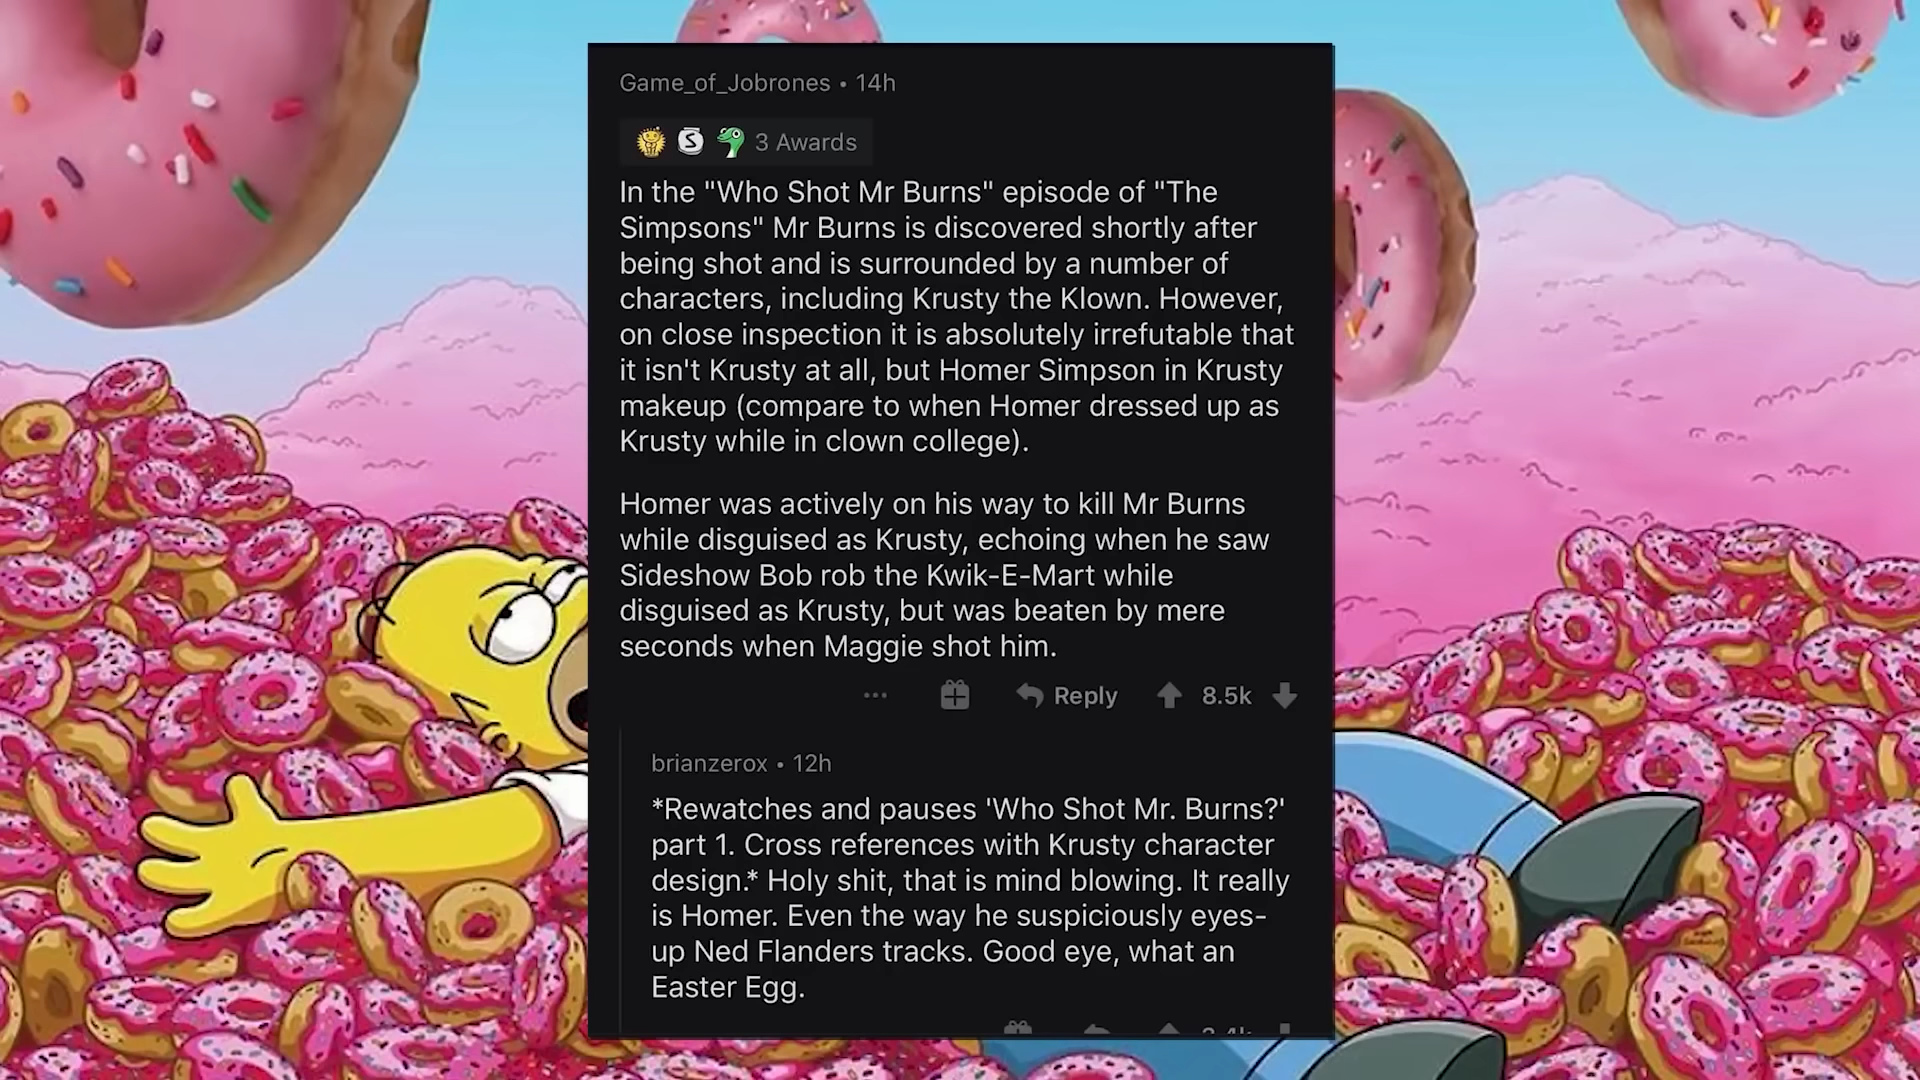 Game_of_Jobrones • 14h
3 Awards
In the "Who Shot Mr Burns" episode of "The
Simpsons" Mr Burns is discovered shortly after
being shot and is surrounded by a number of
characters, including Krusty the Klown. However,
on close inspection it is absolutely irrefutable that
it isn't Krusty at all, but Homer Simpson in Krusty
makeup (compare to when Homer dressed up as
Krusty while in clown college).
Homer was actively on his way to kill Mr Burns
while disguised as Krusty, echoing when he saw
Sideshow Bob rob the Kwik-E-Mart while
disguised as Krusty, but was beaten by mere
seconds when Maggie shot him.
Reply 8.5k
brianzerox • 12h
*Rewatches and pauses 'Who Shot Mr. Burns?'
part 1. Cross references with Krusty character
design.* Holy shit, that is mind blowing. It really
is Homer. Even the way he suspiciously eyes-
up Ned Flanders tracks. Good eye, what an
Easter Egg.